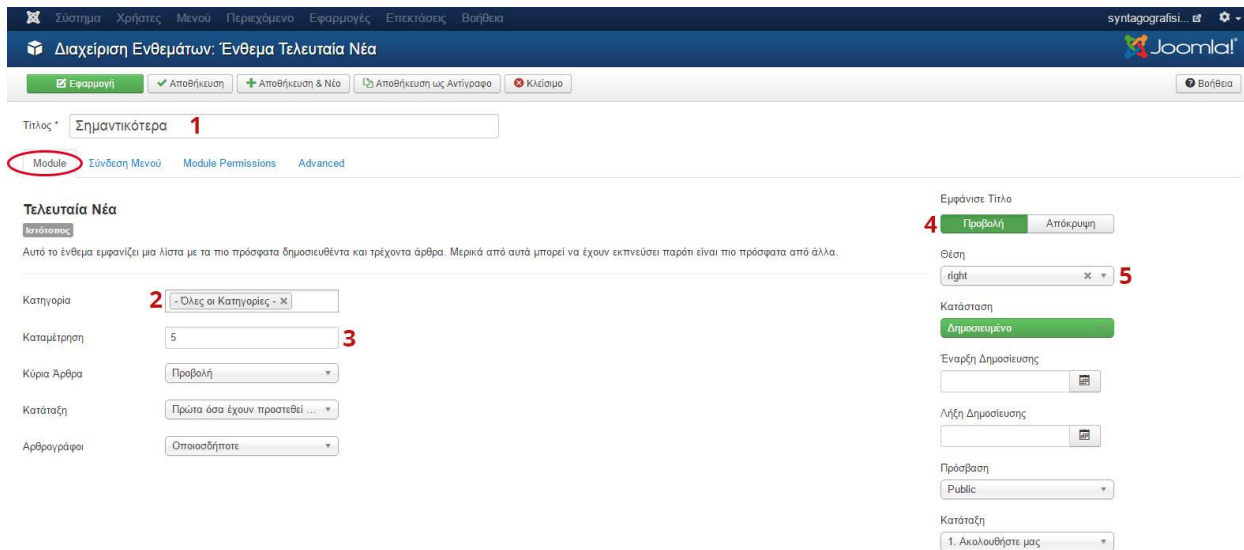 Σύστημα Χρήστες Μενού Περιεχόμενο Εφαρμογές Επεκτάσεις Βοήθεια syntagografisi...
Διαχείριση Ενθεμάτων: Ένθεμα Τελευταία Νέα Joomla!
Εφαρμογή Αποθήκευση Αποθήκευση & Νέο Αποθήκευση ως Αντίγραφο Κλείσιμο Βοήθεια
Τίτλος * Σημαντικότερα 1
Module Σύνδεση Μενού Module Permissions Advanced
Τελευταία Νέα
Ιστότοπος
Αυτό το ένθεμα εμφανίζει μια λίστα με τα πιο πρόσφατα δημοσιευθέντα και τρέχοντα άρθρα. Μερικά από αυτά μπορεί να έχουν εκπνεύσει παρότι είναι πιο πρόσφατα από άλλα.
Κατηγορία 2 - Όλες οι Κατηγορίες -
Καταμέτρηση 5 3
Κύρια Άρθρα Προβολή
Κατάταξη Πρώτα όσα έχουν προστεθεί ...
Αρθρογράφοι Οποιοσδήποτε
Εμφάνισε Τίτλο
4 Προβολή Απόκρυψη
Θέση
right 5
Κατάσταση
Δημοσιευμένο
Έναρξη Δημοσίευσης
Λήξη Δημοσίευσης
Πρόσβαση
Public
Κατάταξη
1. Ακολουθήστε μας